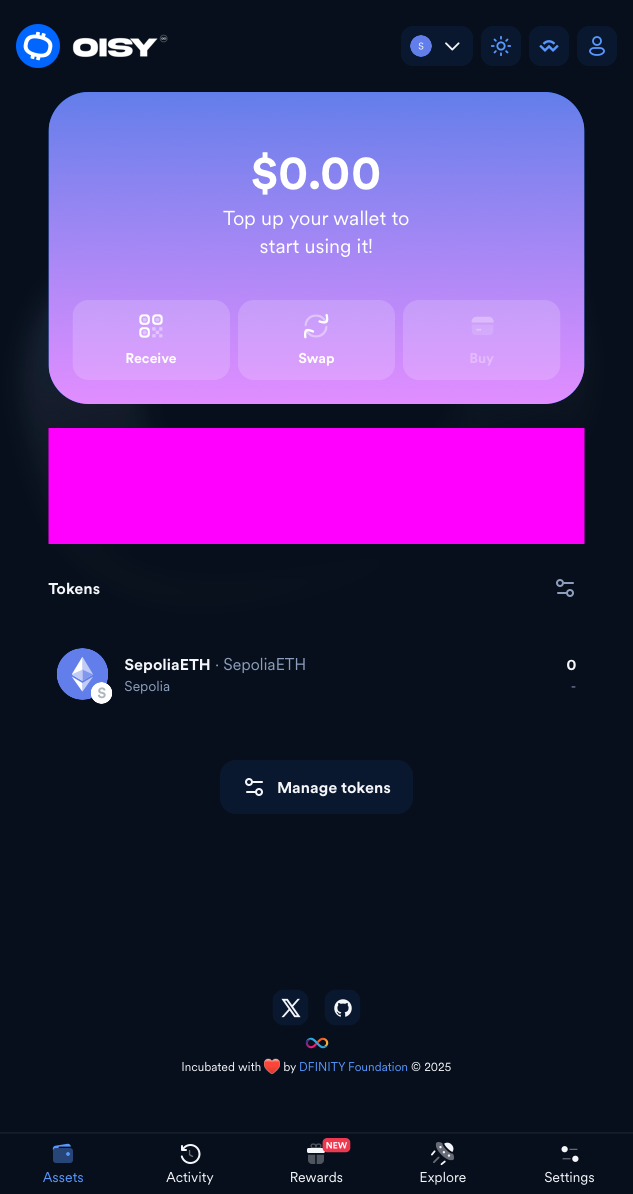 OISY
S
$0.00
Top up your wallet to
start using it!
Receive
Swap
Buy
Tokens
SepoliaETH · SepoliaETH
0
Sepolia
-
S
Manage tokens
Incubated with ❤️ by DFINITY Foundation © 2025
NEW
Assets
Activity
Rewards
Explore
Settings